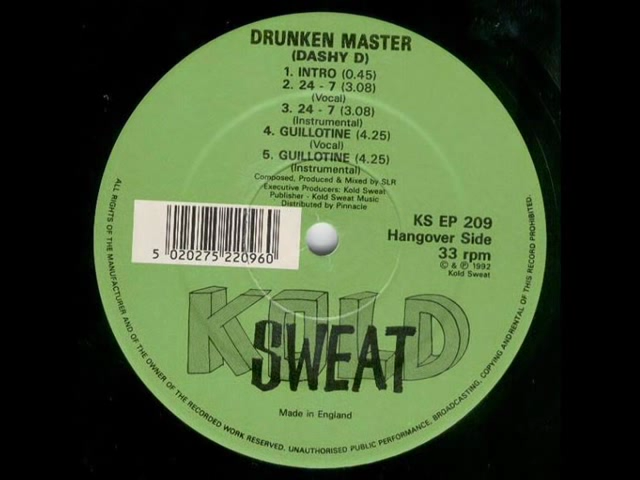 DRUNKEN MASTER
(DASHY D)
1. INTRO (0.45)
2. 24 - 7 (3.08)
(Vocal)
3. 24 - 7 (3.08)
(Instrumental)
4. GUILLOTINE (4.25)
(Vocal)
5. GUILLOTINE (4.25)
(Instrumental)
Composed, Produced & Mixed by SLR
Executive Producers: Kold Sweat
Publisher - Kold Sweat Music
Distributed by Pinnacle
5 020275 220960
KS EP 209
Hangover Side
33 rpm
© & ℗ 1992
Kold Sweat
KOLD
SWEAT
Made in England
ALL RIGHTS OF THE MANUFACTURER AND OF THE OWNER OF THE RECORDED WORK RESERVED. UNAUTHORISED PUBLIC PERFORMANCE, BROADCASTING, COPYING AND RENTAL OF THIS RECORD PROHIBITED.